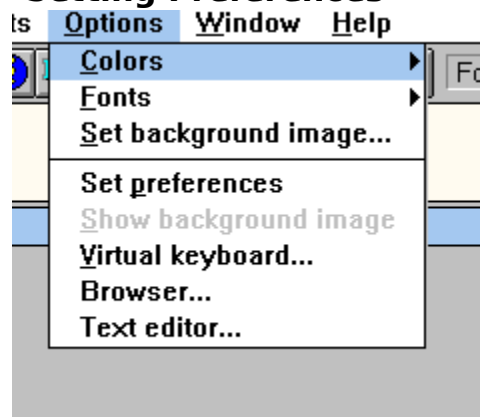 Setting Preferences
ts Options Window Help
Colors
Fonts
Fo
Set background image...
Set preferences
Show background image
Virtual keyboard...
Browser...
Text editor...